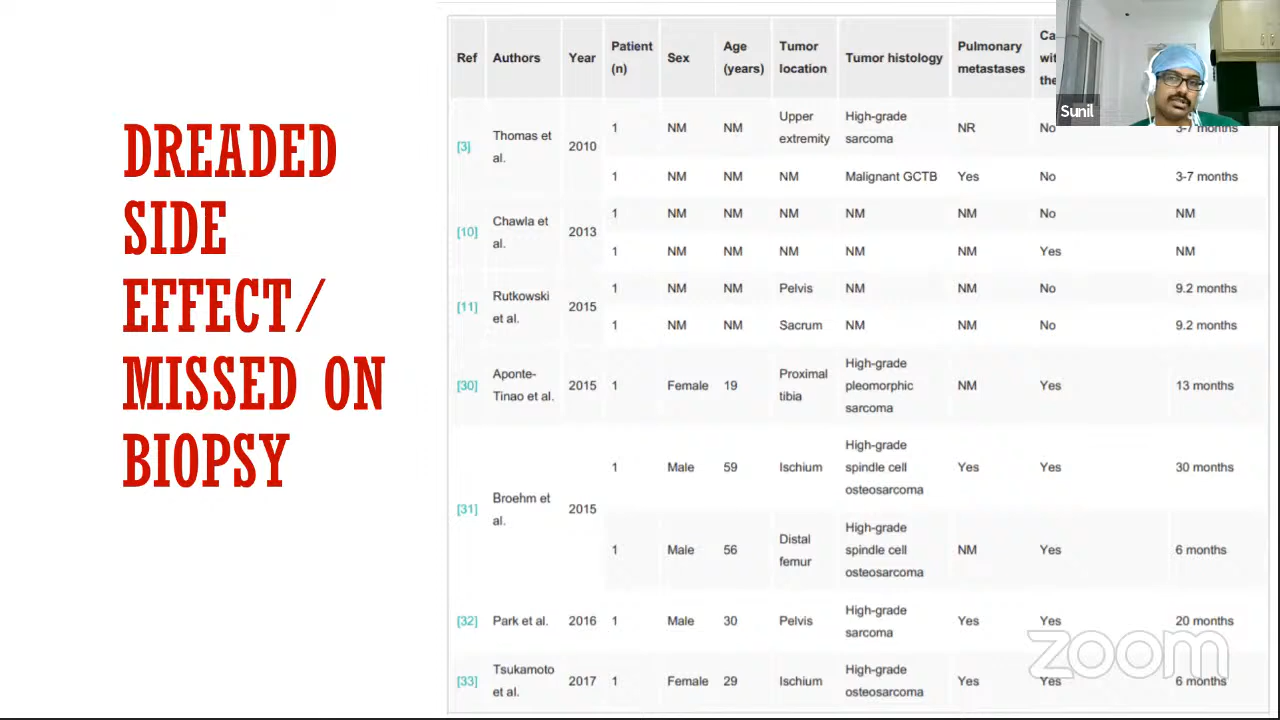 DREADED
SIDE
EFFECT/
MISSED ON
BIOPSY
Ref Authors Year Patient (n) Sex Age (years) Tumor location Tumor histology Pulmonary metastases
[3] Thomas et al. 2010 1 NM NM Upper extremity High-grade sarcoma NR No 3-7 months
1 NM NM NM Malignant GCTB Yes No 3-7 months
[10] Chawla et al. 2013 1 NM NM NM NM NM No NM
1 NM NM NM NM NM Yes NM
[11] Rutkowski et al. 2015 1 NM NM Pelvis NM NM No 9.2 months
1 NM NM Sacrum NM NM No 9.2 months
[30] Aponte-Tinao et al. 2015 1 Female 19 Proximal tibia High-grade pleomorphic sarcoma NM Yes 13 months
[31] Broehm et al. 2015 1 Male 59 Ischium High-grade spindle cell osteosarcoma Yes Yes 30 months
1 Male 56 Distal femur High-grade spindle cell osteosarcoma NM Yes 6 months
[32] Park et al. 2016 1 Male 30 Pelvis High-grade sarcoma Yes Yes 20 months
[33] Tsukamoto et al. 2017 1 Female 29 Ischium High-grade osteosarcoma Yes Yes 6 months
Sunil
zoom